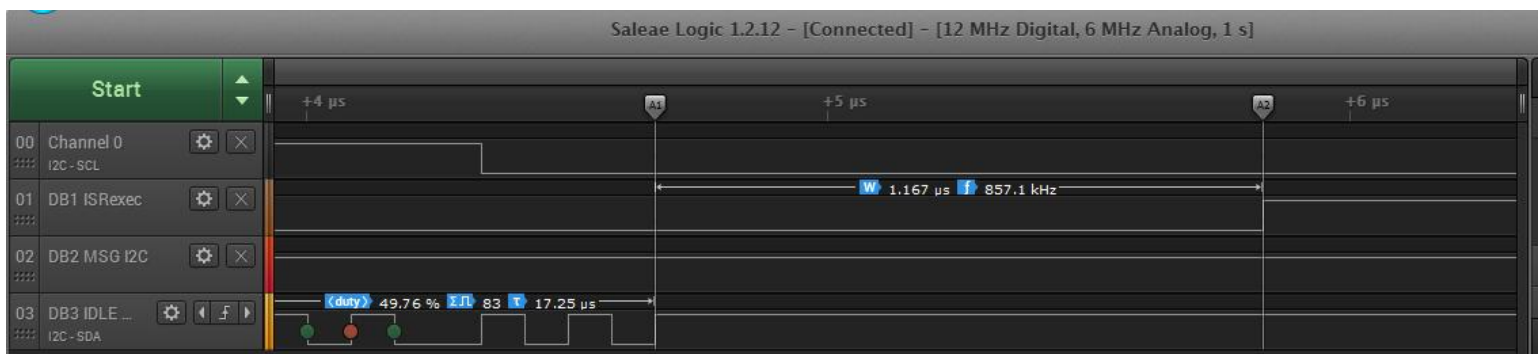 Saleae Logic 1.2.12 - [Connected] - [12 MHz Digital, 6 MHz Analog, 1 s]
Start
+4 µs
A1
+5 µs
A2
+6 µs
00 Channel 0
I2C - SCL
W 1.167 µs f 857.1 kHz
01 DB1 ISRexec
02 DB2 MSG I2C
⟨duty⟩ 49.76 % Σ⎍ 83 T 17.25 µs
03 DB3 IDLE ...
I2C - SDA